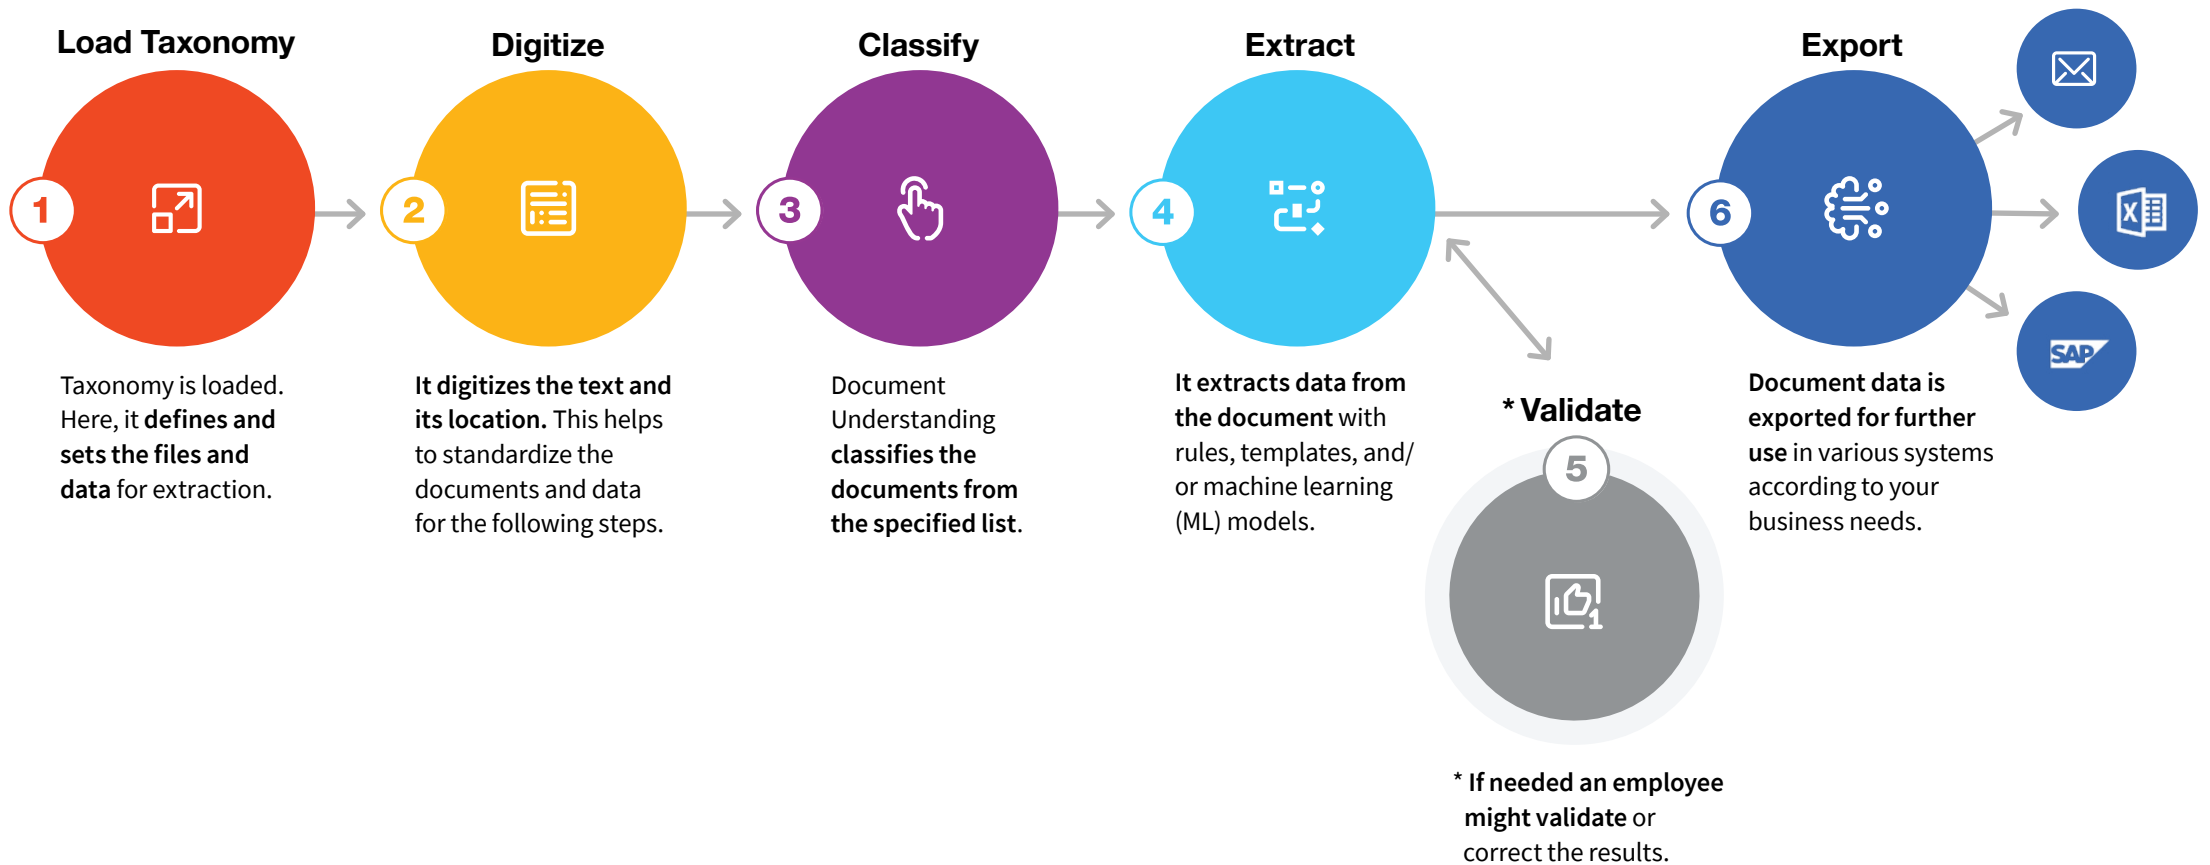 Load Taxonomy
1
Taxonomy is loaded.
Here, it defines and
sets the files and
data for extraction.
Digitize
2
It digitizes the text and
its location. This helps
to standardize the
documents and data
for the following steps.
Classify
3
Document
Understanding
classifies the
documents from
the specified list.
Extract
4
It extracts data from
the document with
rules, templates, and/
or machine learning
(ML) models.
* Validate
5
1
* If needed an employee
might validate or
correct the results.
Export
6
Document data is
exported for further
use in various systems
according to your
business needs.
X
SAP